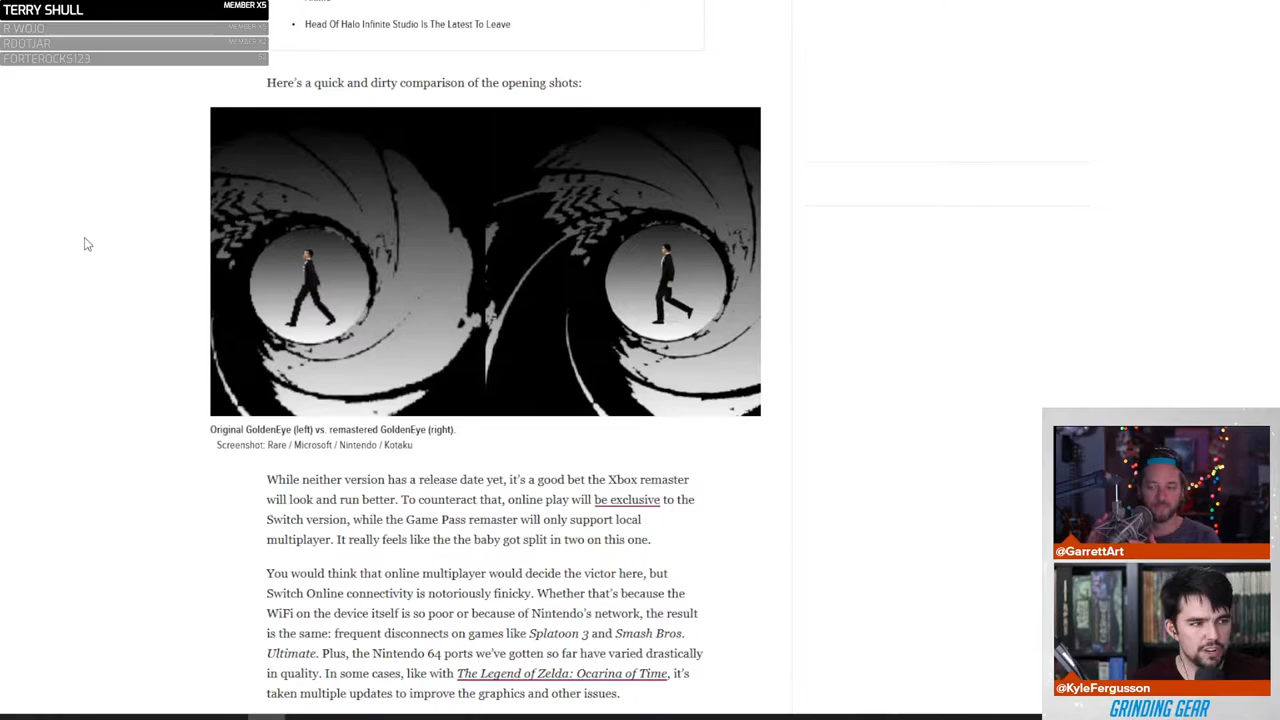 TERRY SHULL MEMBER X5
R WOJO
RDOTJAR MEMBER X2
FORTEROCKS123
• Head Of Halo Infinite Studio Is The Latest To Leave
Here's a quick and dirty comparison of the opening shots:
Original GoldenEye (left) vs. remastered GoldenEye (right).
Screenshot: Rare / Microsoft / Nintendo / Kotaku
While neither version has a release date yet, it's a good bet the Xbox remaster
will look and run better. To counteract that, online play will be exclusive to the
Switch version, while the Game Pass remaster will only support local
multiplayer. It really feels like the the baby got split in two on this one.
You would think that online multiplayer would decide the victor here, but
Switch Online connectivity is notoriously finicky. Whether that's because the
WiFi on the device itself is so poor or because of Nintendo's network, the result
is the same: frequent disconnects on games like Splatoon 3 and Smash Bros.
Ultimate. Plus, the Nintendo 64 ports we've gotten so far have varied drastically
in quality. In some cases, like with The Legend of Zelda: Ocarina of Time, it's
taken multiple updates to improve the graphics and other issues.
@GarrettArt
@KyleFergusson
GRINDING GEAR